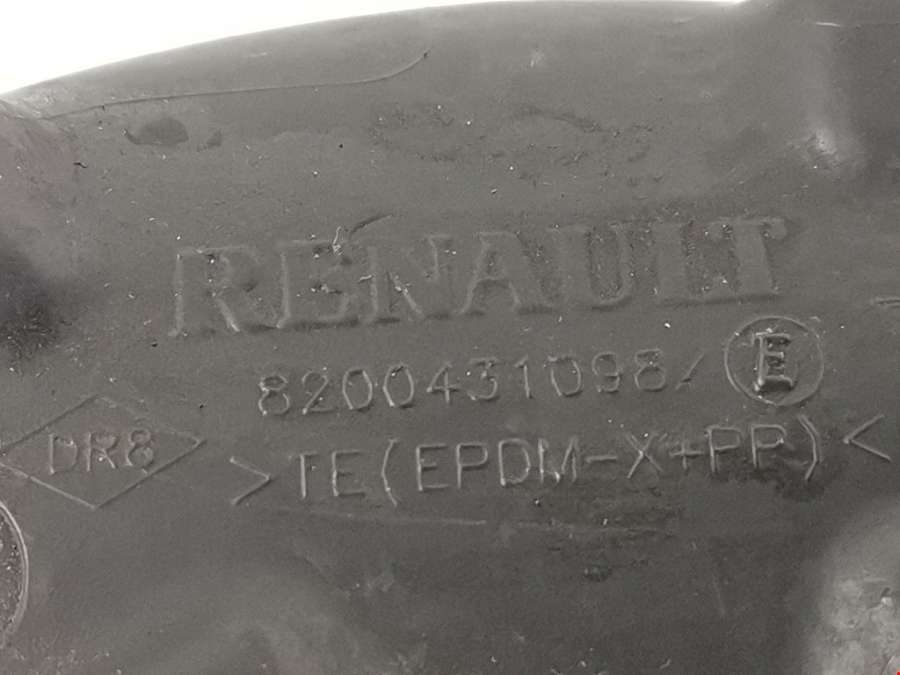 RENAULT
8200431098/ E
DR8
>TE(EPDM-X+PP)<